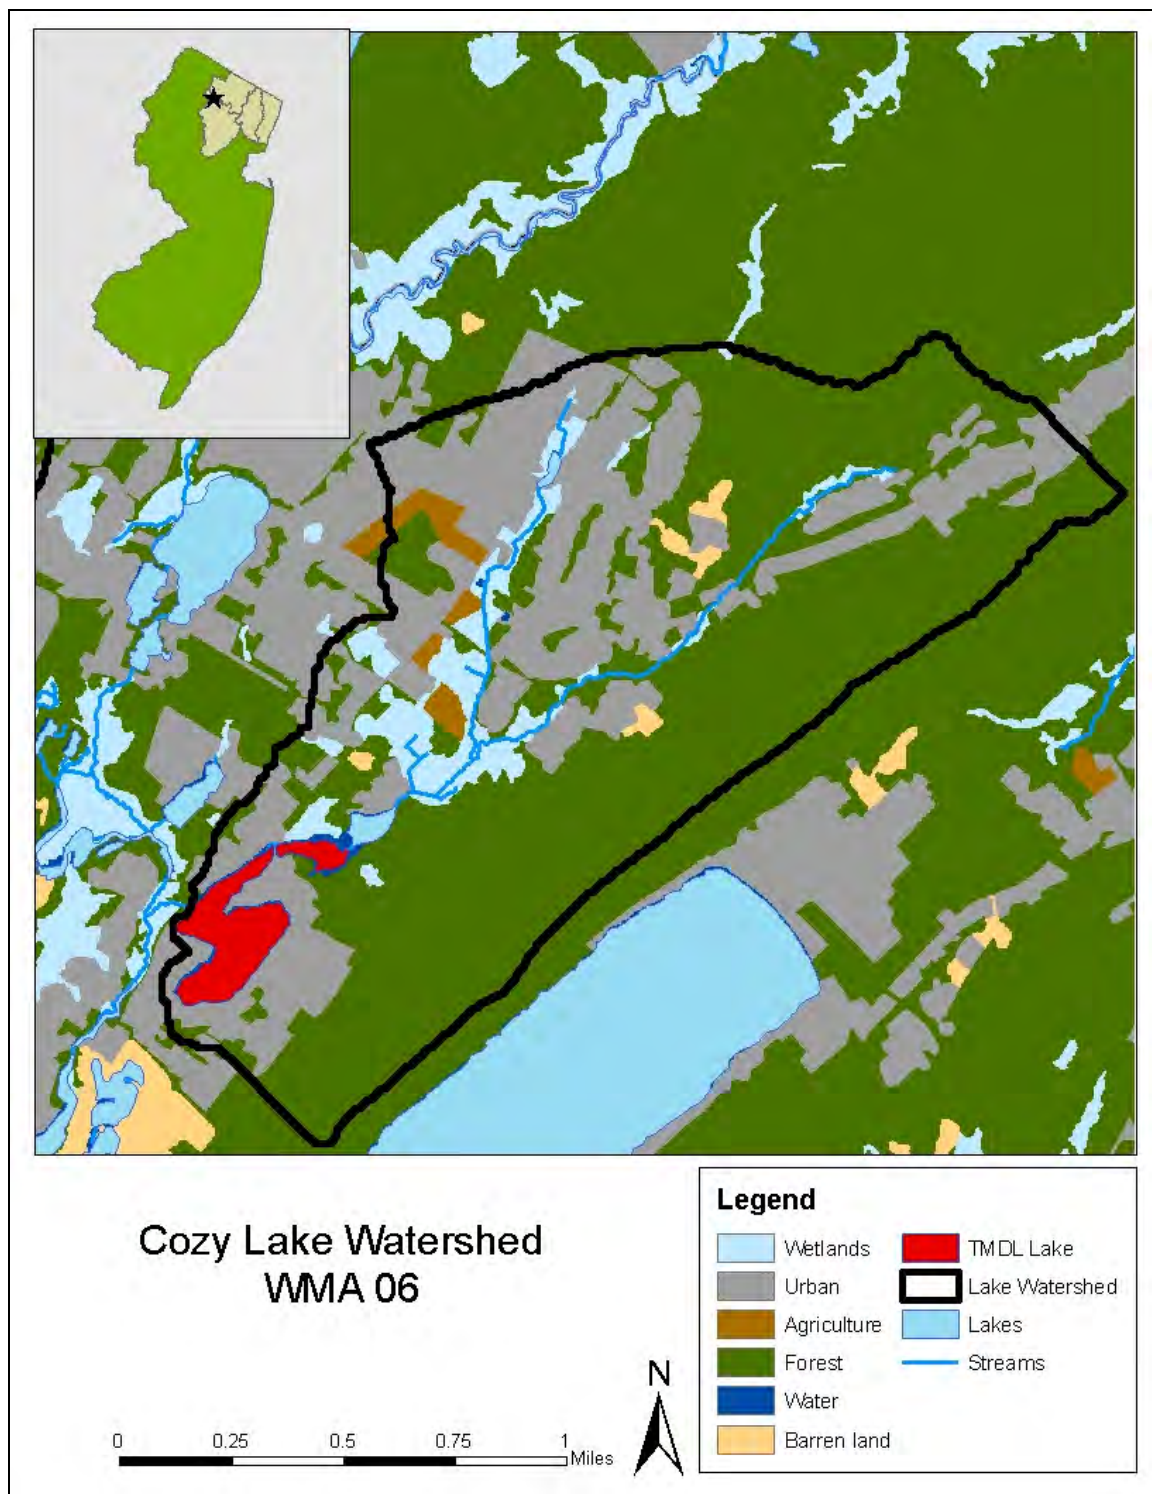 Cozy Lake Watershed
WMA 06
0 0.25 0.5 0.75 1
Miles
N
Legend
Wetlands
Urban
Agriculture
Forest
Water
Barren land
TMDL Lake
Lake Watershed
Lakes
Streams